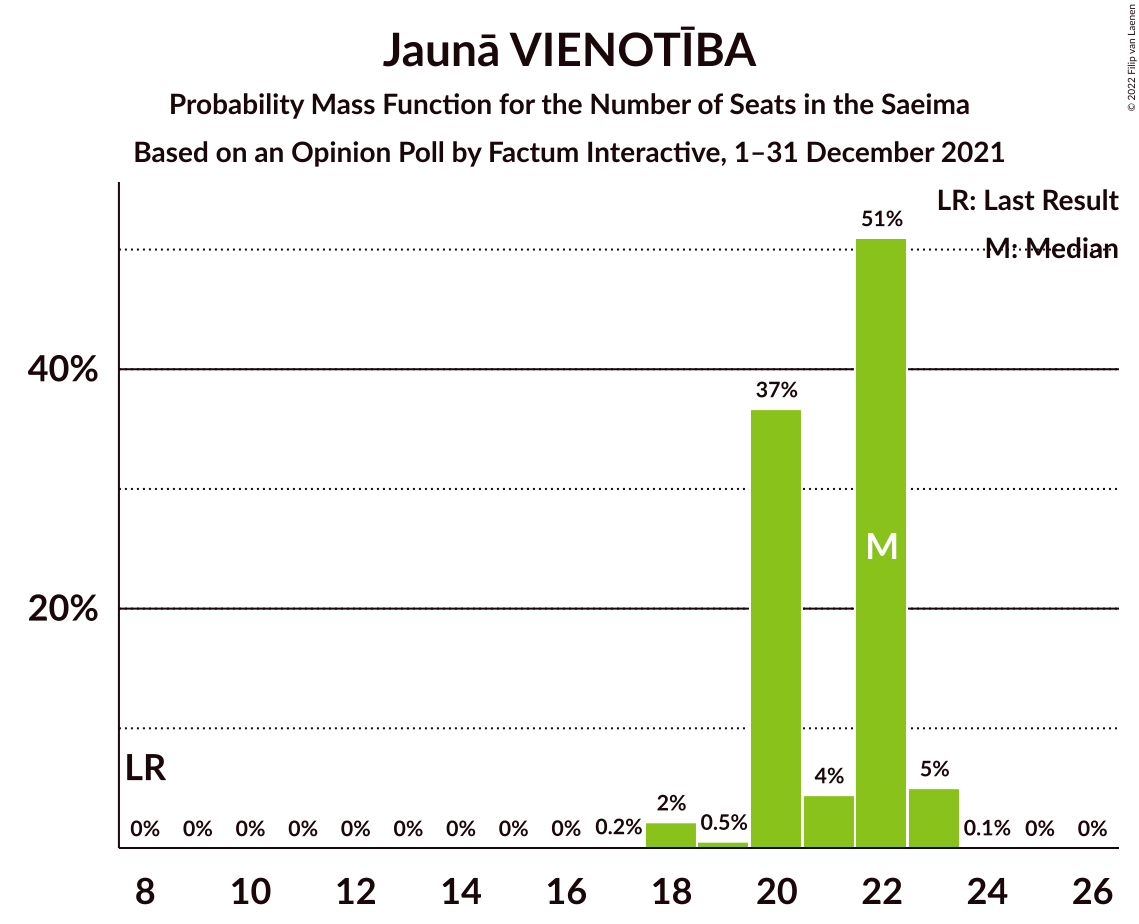 Jaunā VIENOTĪBA
Probability Mass Function for the Number of Seats in the Saeima
Based on an Opinion Poll by Factum Interactive, 1–31 December 2021
© 2022 Filip van Laenen
LR: Last Result
M: Median
51%
40%
37%
M
20%
LR
0% 0% 0% 0% 0% 0% 0% 0% 0% 0.2% 2% 0.5% 4% 5% 0.1% 0% 0%
8 10 12 14 16 18 20 22 24 26